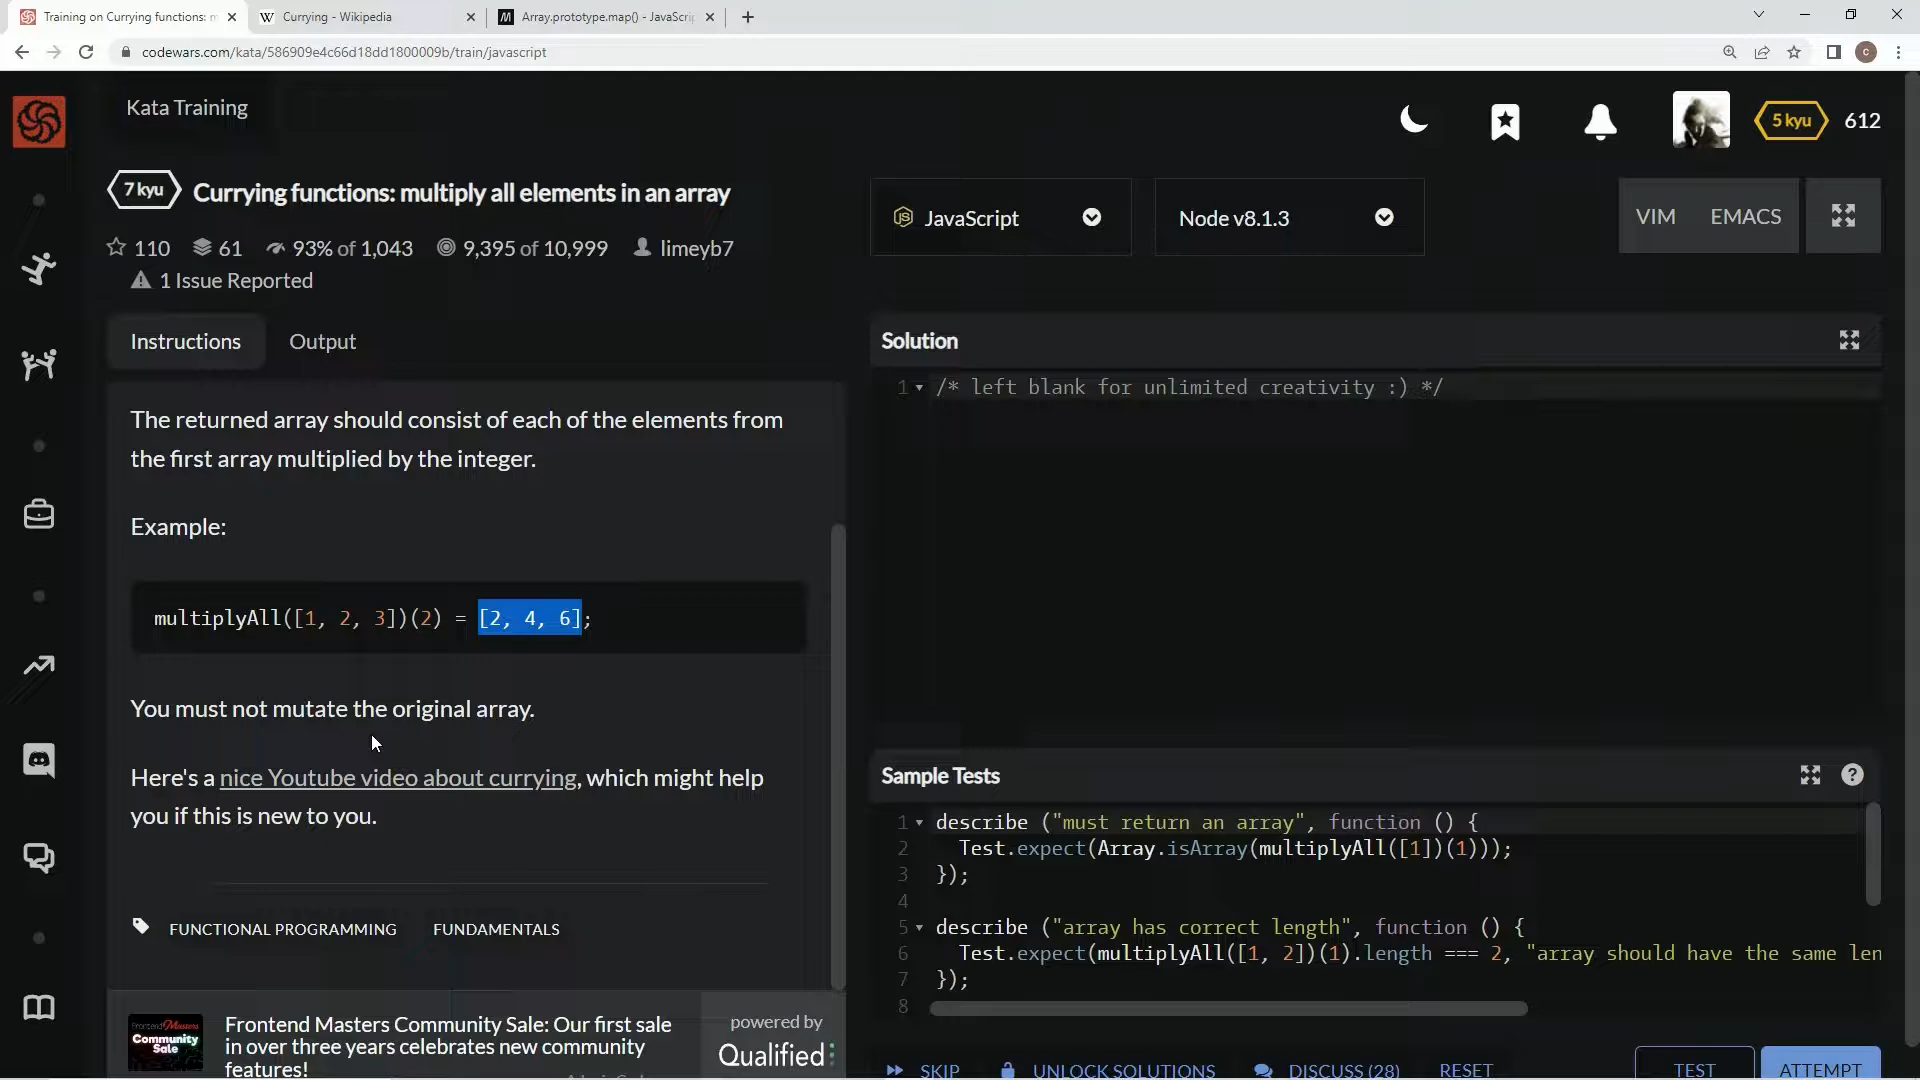 Training on Currying functions: m
Currying - Wikipedia
Array.prototype.map() - JavaScri
codewars.com/kata/586909e4c66d18dd1800009b/train/javascript
c
Kata Training
5 kyu 612
7 kyu Currying functions: multiply all elements in an array
110 61 93% of 1,043 9,395 of 10,999 limeyb7
1 Issue Reported
JavaScript
Node v8.1.3
VIM EMACS
Instructions Output
The returned array should consist of each of the elements from
the first array multiplied by the integer.
Example:
multiplyAll([1, 2, 3])(2) = [2, 4, 6];
You must not mutate the original array.
Here's a nice Youtube video about currying, which might help
you if this is new to you.
FUNCTIONAL PROGRAMMING FUNDAMENTALS
Frontend Masters
Community
Sale
Frontend Masters Community Sale: Our first sale
in over three years celebrates new community
features!
powered by
Qualified
Solution
1 /* left blank for unlimited creativity :) */
Sample Tests
1 describe ("must return an array", function () {
2 Test.expect(Array.isArray(multiplyAll([1])(1)));
3 });
4
5 describe ("array has correct length", function () {
6 Test.expect(multiplyAll([1, 2])(1).length === 2, "array should have the same len
7 });
8
SKIP UNLOCK SOLUTIONS DISCUSS (28) RESET TEST ATTEMPT